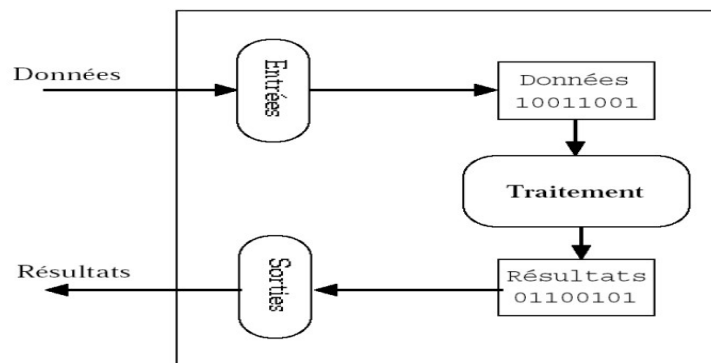 Données
Entrées
Données
10011001
Traitement
Résultats
01100101
Sorties
Résultats